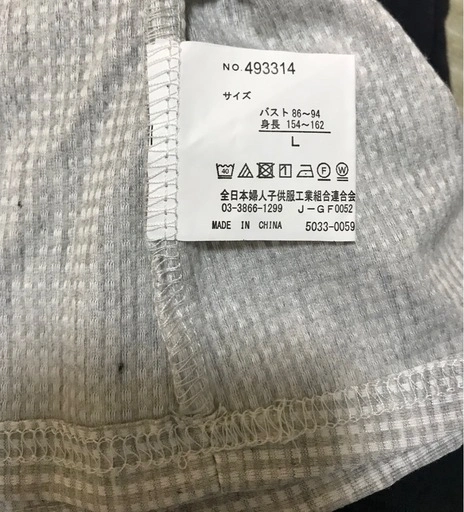 NO.493314
サイズ
バスト 86〜94
身長 154〜162
L
40 F W
全日本婦人子供服工業組合連合会
03-3866-1299 J-GF0052
MADE IN CHINA 5033-0059